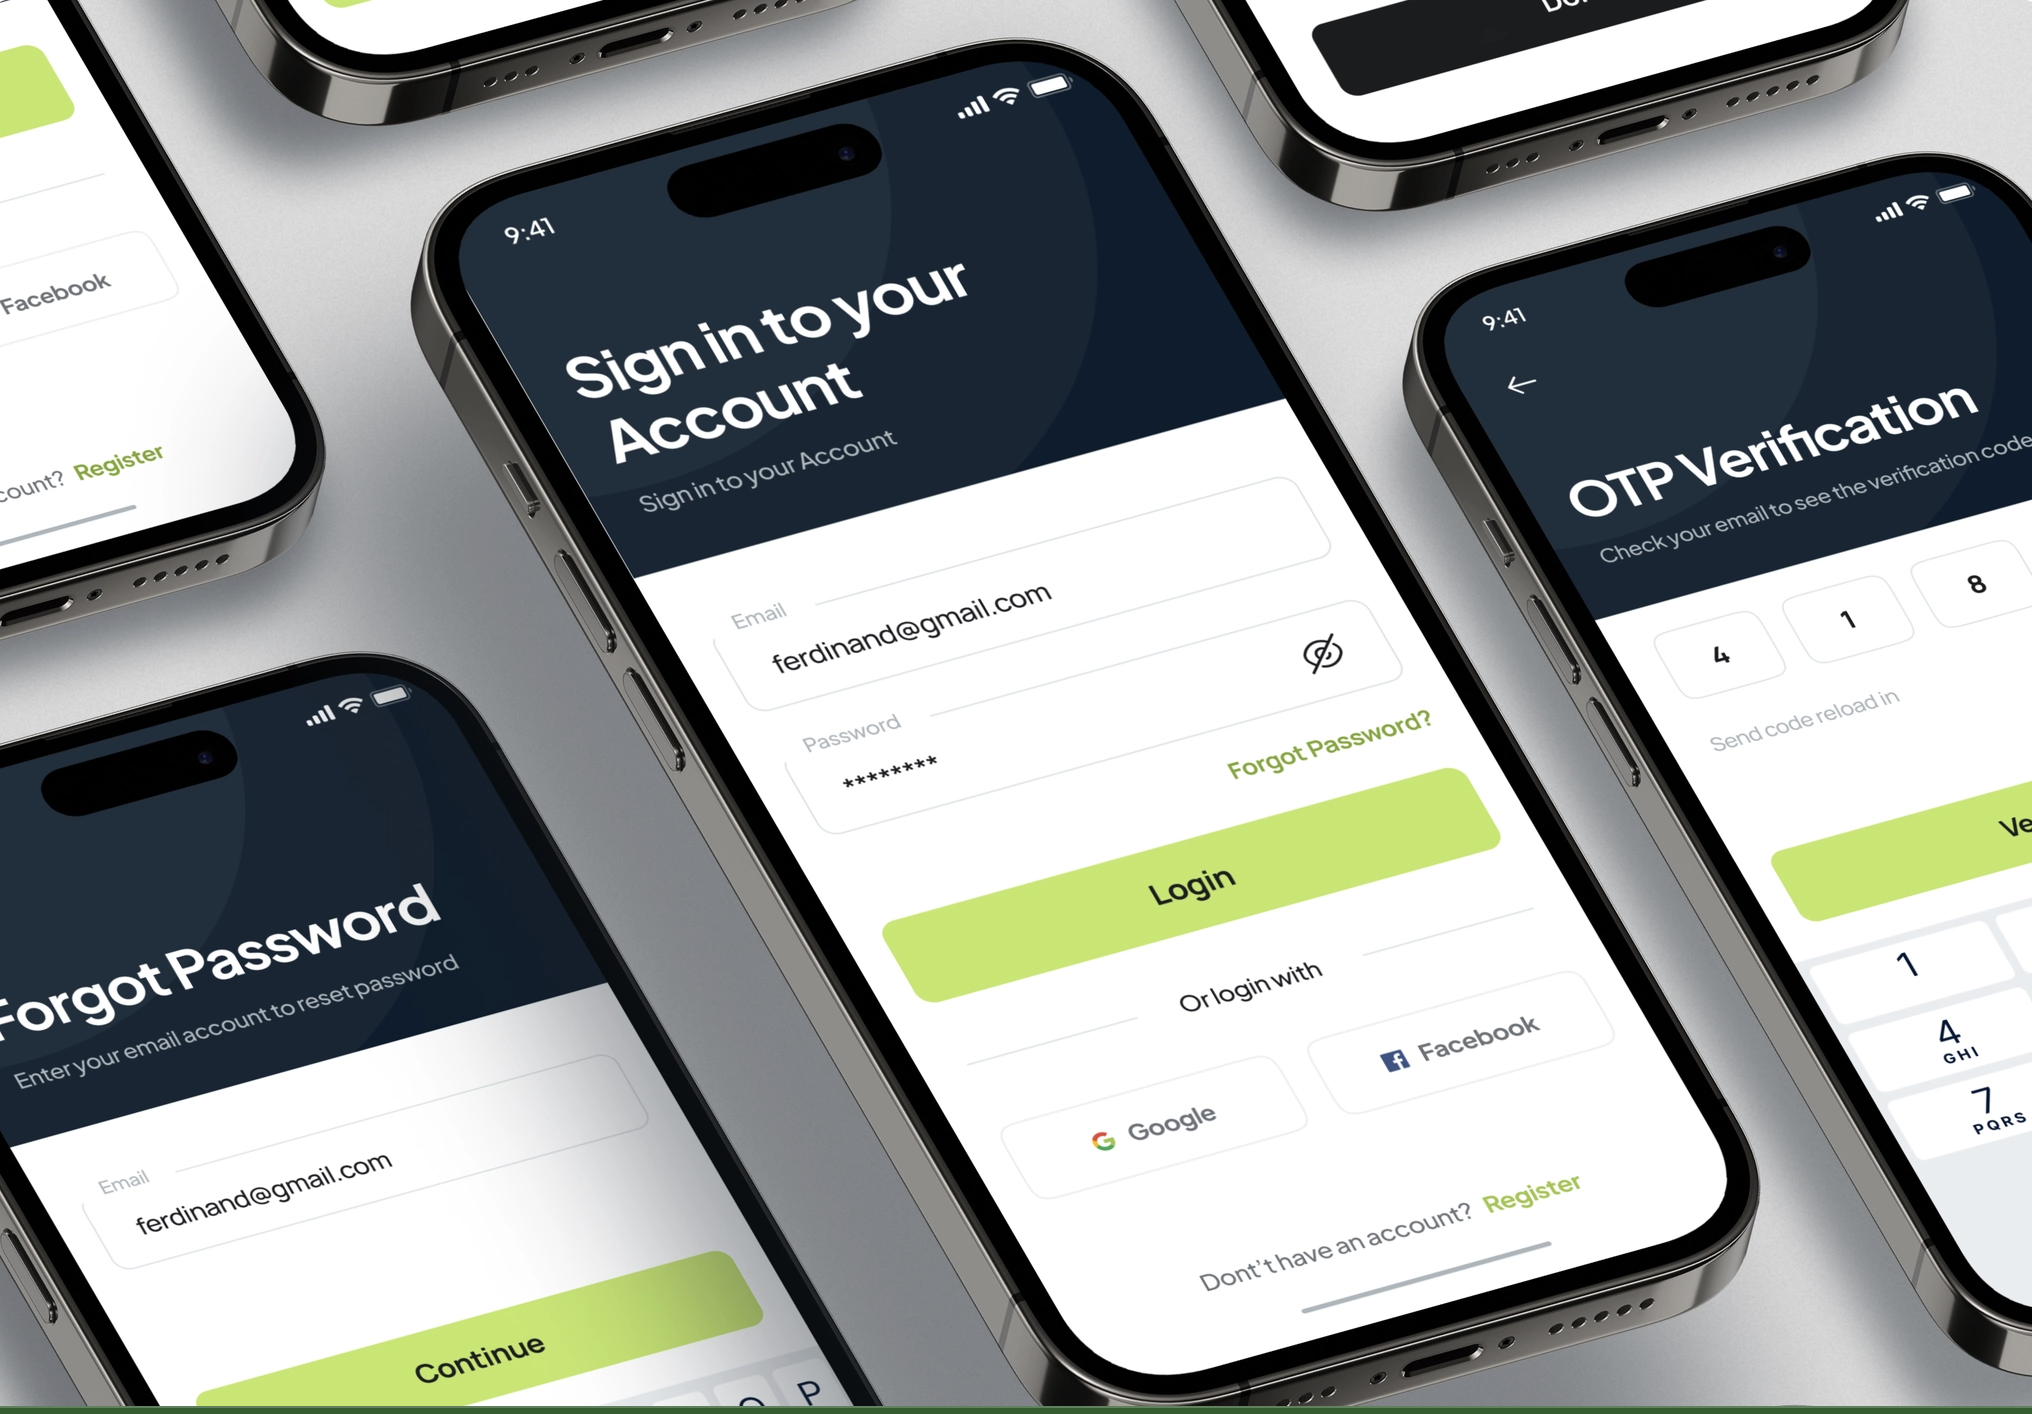 Facebook
Register
9:41
Sign in to your
Account
Sign in to your Account
Email
ferdinand@gmail.com
Password
********
Forgot Password?
Login
Or login with
Google
Facebook
Dont't have an account? Register
9:41
OTP Verification
Check your email to see the verification code
4 1 8
Send code reload in
1
4
GHI
7
PQRS
Forgot Password
Enter your email account to reset password
Email
ferdinand@gmail.com
Continue
P